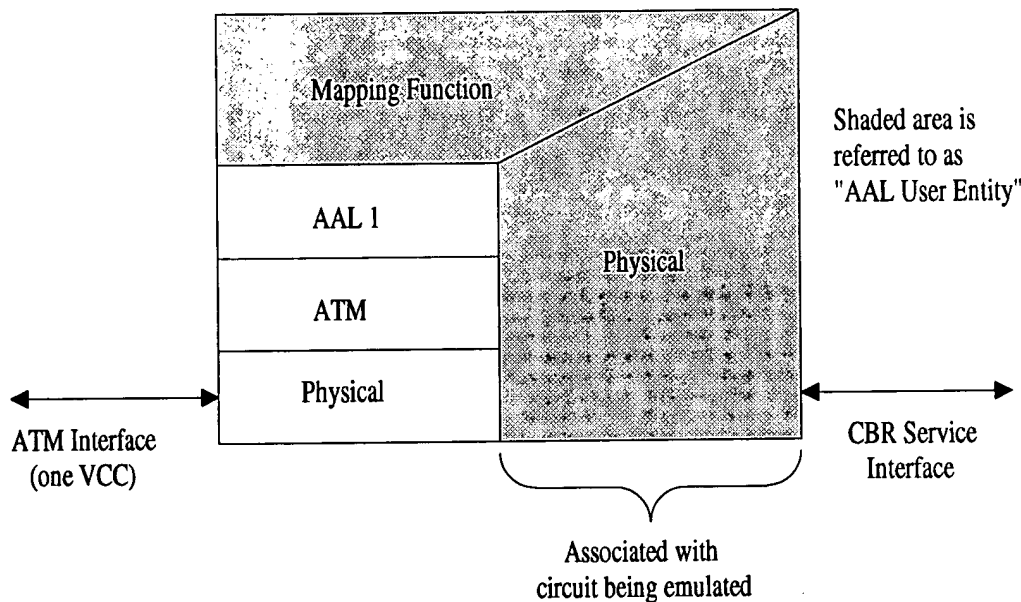 Mapping Function
Shaded area is
referred to as
"AAL User Entity"
AAL 1
Physical
ATM
Physical
ATM Interface
(one VCC)
CBR Service
Interface
Associated with
circuit being emulated